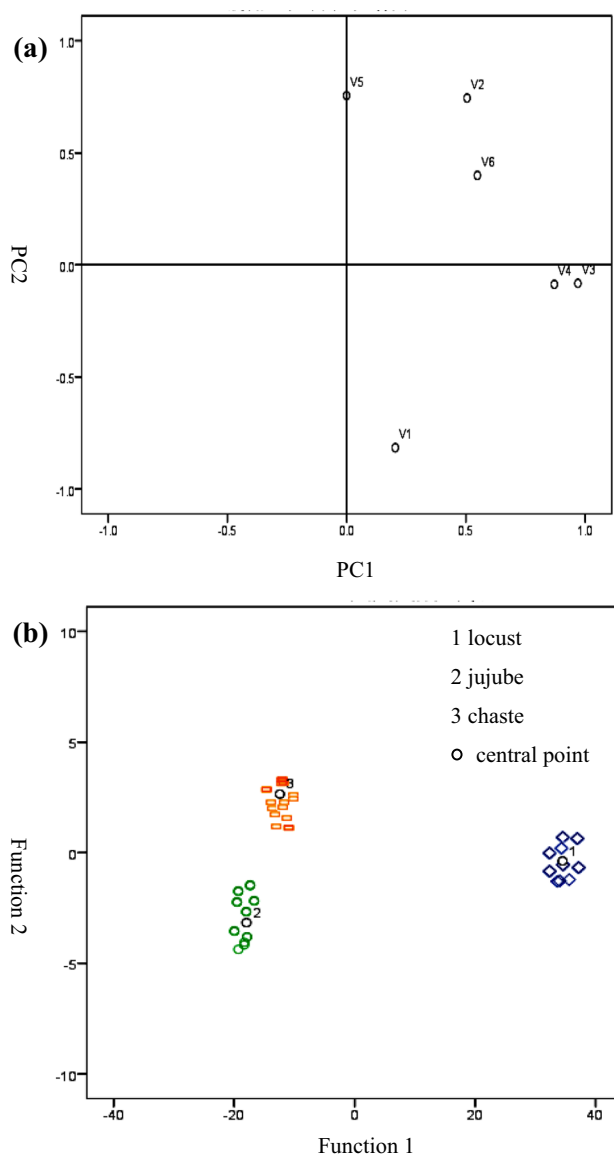 (a)
1.0
0.5
0.0
-0.5
-1.0
V5
V2
V6
V4
V3
V1
-1.0
-0.5
0.0
0.5
1.0
PC2
PC1
(b)
1 locust
2 jujube
3 chaste
central point
10
5
0
-5
-10
3
1
2
-40
-20
0
20
40
Function 2
Function 1